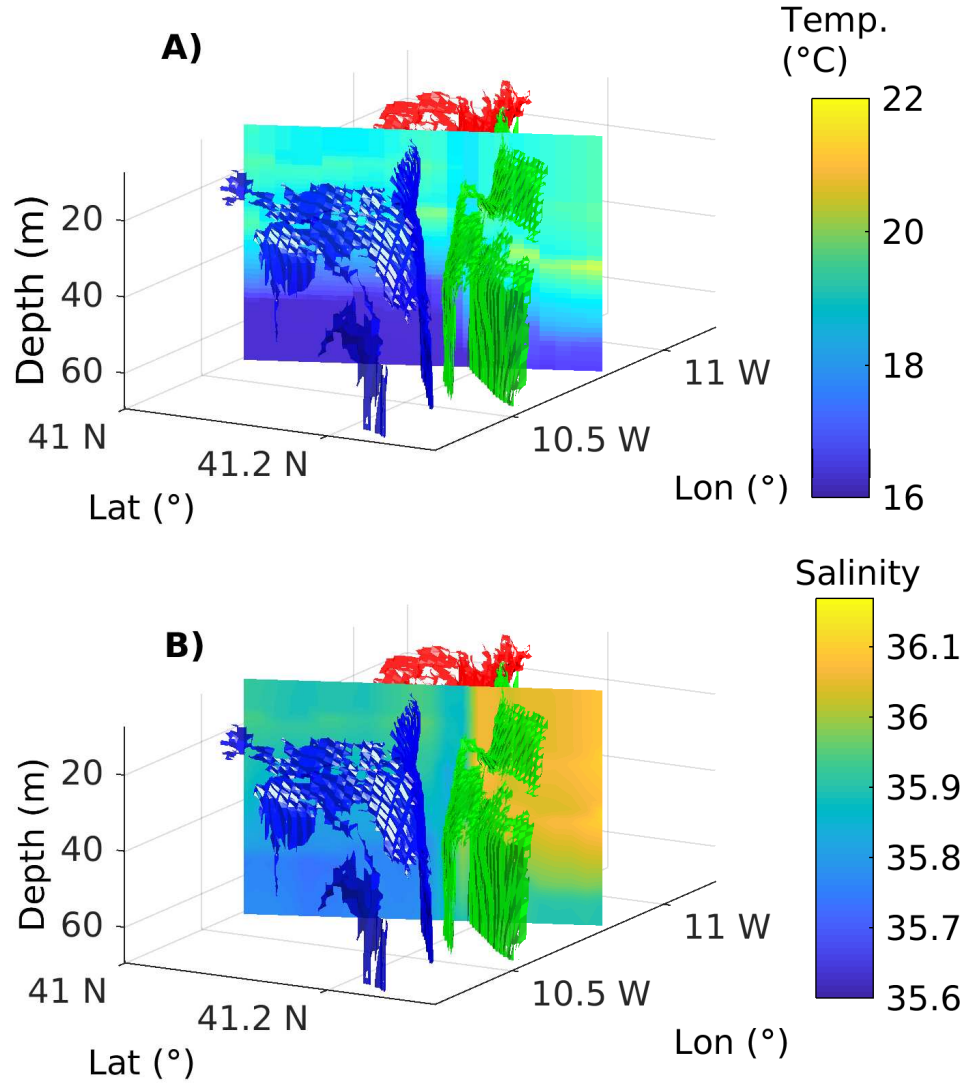 A)
Temp.
(°C)
22
20
18
16
Depth (m)
20
40
60
41 N
41.2 N
Lat (°)
10.5 W
11 W
Lon (°)
B)
Salinity
36.1
36
35.9
35.8
35.7
35.6
Depth (m)
20
40
60
41 N
41.2 N
Lat (°)
10.5 W
11 W
Lon (°)